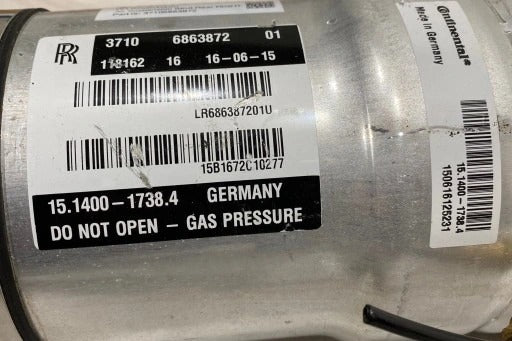 RR
3710 6863872 01
118162 16 16-06-15
LR686387201U
15B1672C10277
15.1400-1738.4 GERMANY
DO NOT OPEN - GAS PRESSURE
Continental
Made in Germany
15.1400-1738.4
150616125231